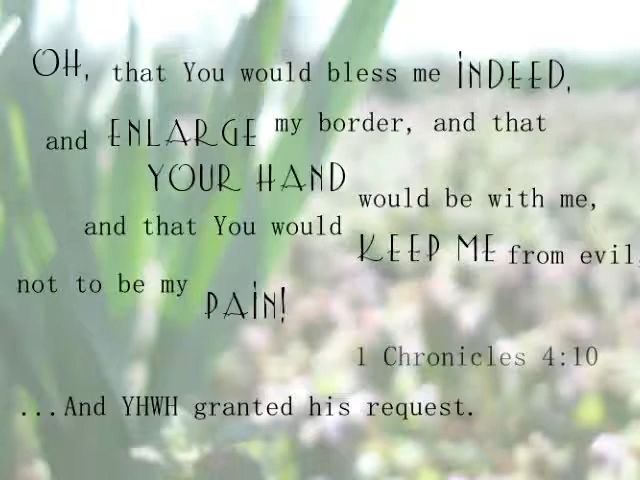 OH, that You would bless me INDEED,
and ENLARGE my border, and that
YOUR HAND would be with me,
and that You would KEEP ME from evil,
not to be my PAIN!
1 Chronicles 4:10
...And YHWH granted his request.